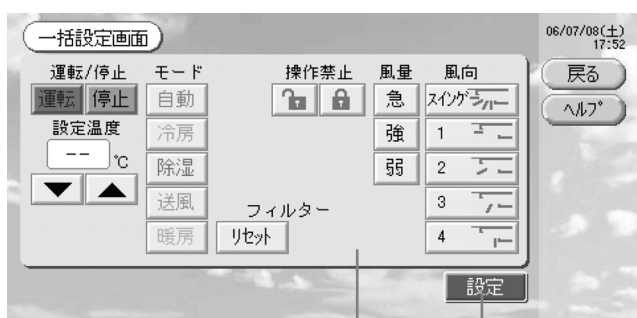 一括設定画面
06/07/08(土)
17:52
戻る
ヘルプ
運転/停止
運転 停止
設定温度
-- ℃
▼ ▲
モード
自動
冷房
除湿
送風
暖房
操作禁止
フィルター
リセット
風量
急
強
弱
風向
スイング
1
2
3
4
設定